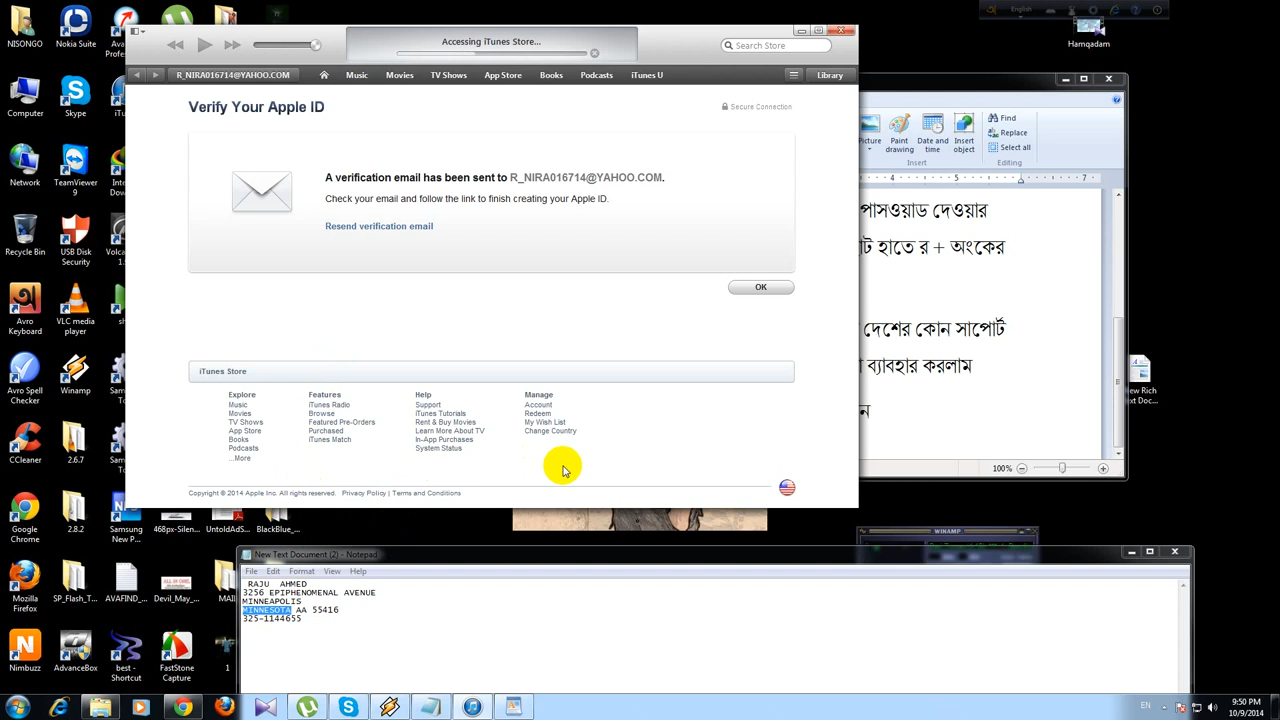 English
NISONGO
Nokia Suite
Hamqadam
Accessing iTunes Store...
Search Store
R_NIRA016714@YAHOO.COM
Music
Movies
TV Shows
App Store
Books
Podcasts
iTunes U
Library
Computer
Skype
Verify Your Apple ID
Secure Connection
Picture
Paint drawing
Date and time
Insert object
Find
Replace
Select all
Insert
Editing
4
5
6
7
A verification email has been sent to R_NIRA016714@YAHOO.COM.
Check your email and follow the link to finish creating your Apple ID.
Resend verification email
OK
Network
TeamViewer 9
পাসওয়াড দেওয়ার
হাতে র + অংকের
Recycle Bin
USB Disk Security
Avro Keyboard
VLC media player
দেশের কোন সাপোর্ট
ব্যাবহার করলাম
ন
iTunes Store
Explore
Music
Movies
TV Shows
App Store
Books
Podcasts
...More
Features
iTunes Radio
Browse
Featured Pre-Orders
Purchased
iTunes Match
Help
Support
iTunes Tutorials
Rent & Buy Movies
Learn More About TV
In-App Purchases
System Status
Manage
Account
Redeem
My Wish List
Change Country
Avro Spell Checker
Winamp
New Rich Text Doc...
CCleaner
2.6.7
100%
Copyright © 2014 Apple Inc. All rights reserved.
Privacy Policy | Terms and Conditions
Google Chrome
2.8.2
Samsung New P...
468px-Silen...
UntoldAdS...
BlackBlue_...
WINAMP
New Text Document (2) - Notepad
File
Edit
Format
View
Help
RAJU AHMED
3256 EPIPHENOMENAL AVENUE
MINNEAPOLIS
MINNESOTA AA 55416
325-1144655
Mozilla Firefox
SP_Flash_T...
AVAFIND_...
Devil_May_...
Nimbuzz
AdvanceBox
best - Shortcut
FastStone Capture
1
EN
9:50 PM
10/9/2014